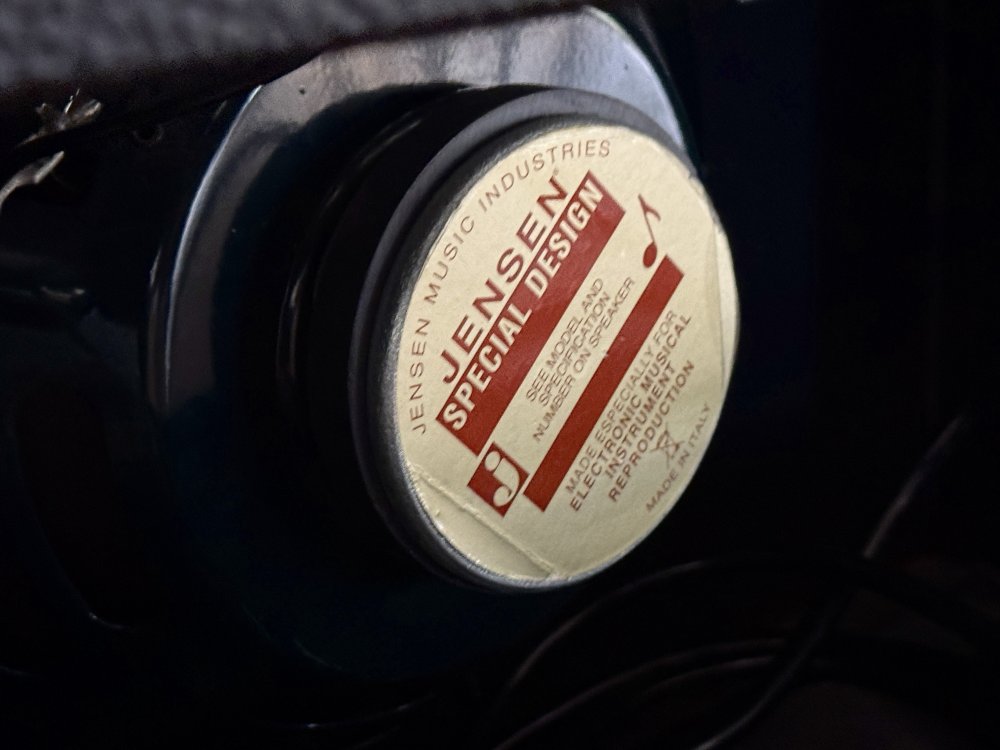 JENSEN MUSIC INDUSTRIES
JENSEN®
SPECIAL DESIGN
SEE MODEL AND
SPECIFICATION
NUMBER ON SPEAKER
j
MADE ESPECIALLY FOR
ELECTRONIC MUSICAL
INSTRUMENT
REPRODUCTION
MADE IN ITALY